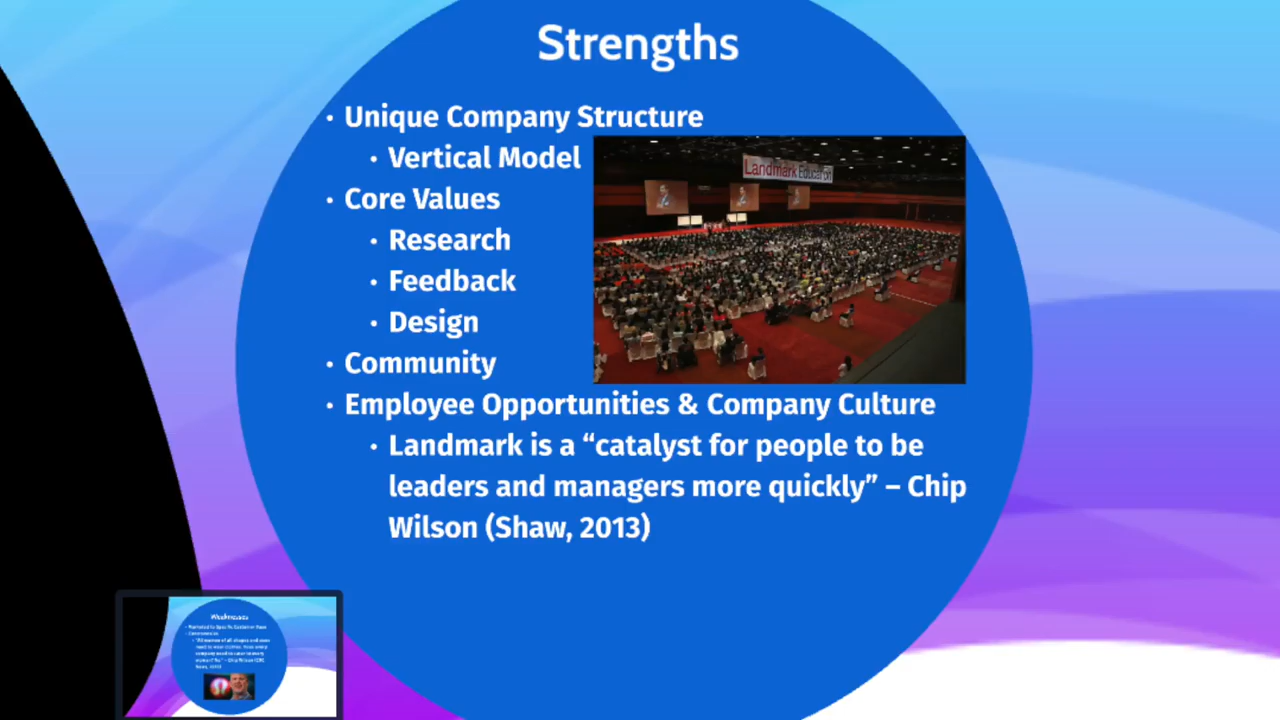 Strengths
• Unique Company Structure
• Vertical Model
Landmark Education
• Core Values
• Research
• Feedback
• Design
• Community
• Employee Opportunities & Company Culture
• Landmark is a “catalyst for people to be
leaders and managers more quickly” – Chip
Wilson (Shaw, 2013)
Weaknesses